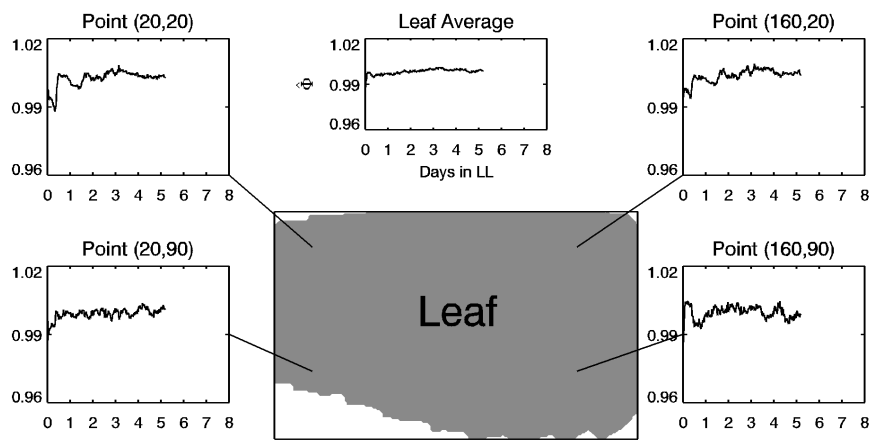 Point (20,20)
1.02
0.99
0.96
0 1 2 3 4 5 6 7 8
Leaf Average
1.02
0.99
0.96
Φ̂
0 1 2 3 4 5 6 7 8
Days in LL
Point (160,20)
1.02
0.99
0.96
0 1 2 3 4 5 6 7 8
Leaf
Point (20,90)
1.02
0.99
0.96
0 1 2 3 4 5 6 7 8
Point (160,90)
1.02
0.99
0.96
0 1 2 3 4 5 6 7 8